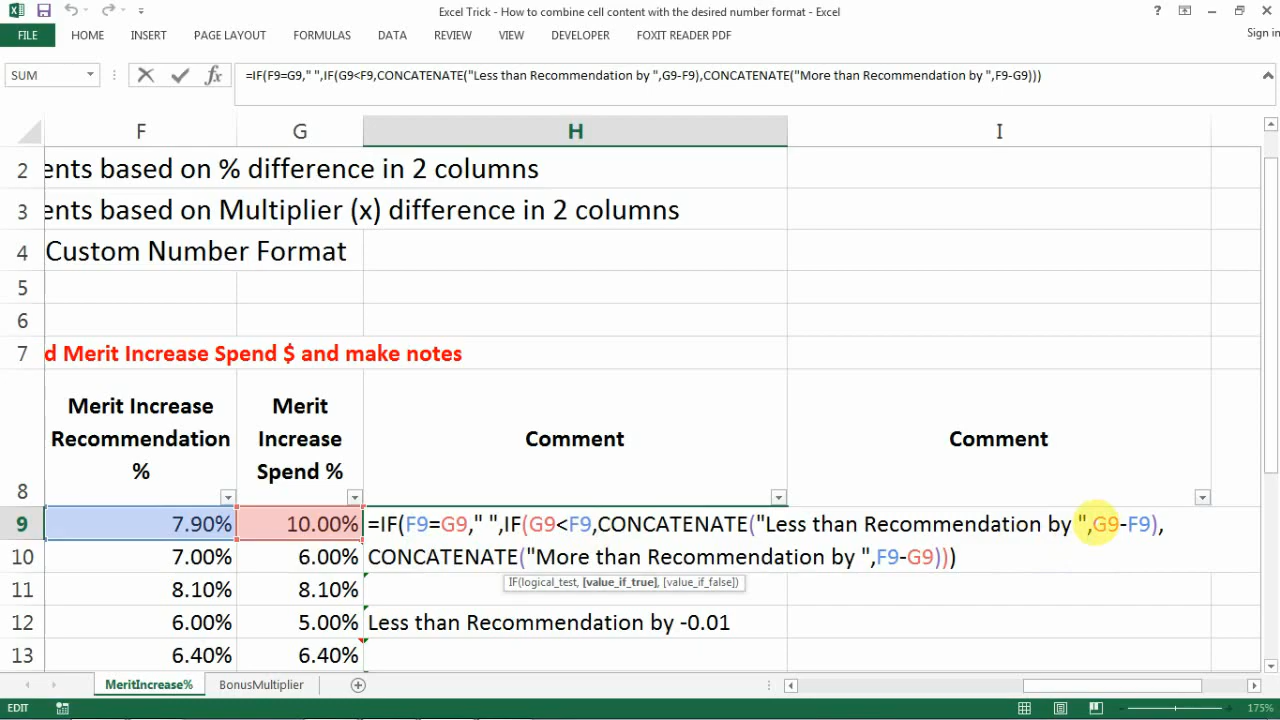 Excel Trick - How to combine cell content with the desired number format - Excel
?
Sign in
FILE HOME INSERT PAGE LAYOUT FORMULAS DATA REVIEW VIEW DEVELOPER FOXIT READER PDF
SUM fx =IF(F9=G9," ",IF(G9<F9,CONCATENATE("Less than Recommendation by ",G9-F9),CONCATENATE("More than Recommendation by ",F9-G9)))
F G H I
2 ents based on % difference in 2 columns
3 ents based on Multiplier (x) difference in 2 columns
4 Custom Number Format
5
6
7 d Merit Increase Spend $ and make notes
Merit Increase Merit
Recommendation Increase Comment Comment
% Spend %
8
9 7.90% 10.00% =IF(F9=G9," ",IF(G9<F9,CONCATENATE("Less than Recommendation by ",G9-F9),
10 7.00% 6.00% CONCATENATE("More than Recommendation by ",F9-G9)))
IF(logical_test, [value_if_true], [value_if_false])
11 8.10% 8.10%
12 6.00% 5.00% Less than Recommendation by -0.01
13 6.40% 6.40%
MeritIncrease% BonusMultiplier
EDIT 175%